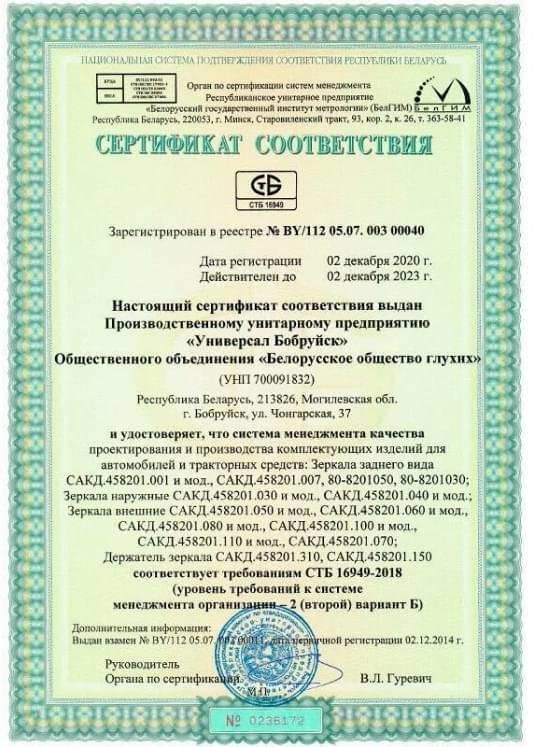 НАЦИОНАЛЬНАЯ СИСТЕМА ПОДТВЕРЖДЕНИЯ СООТВЕТСТВИЯ РЕСПУБЛИКИ БЕЛАРУСЬ
Орган по сертификации систем менеджмента
Республиканское унитарное предприятие
«Белорусский государственный институт метрологии» (БелГИМ)
БелГИМ
Республика Беларусь, 220053, г. Минск, Старовиленский тракт, 93, кор. 2, к. 26, т. 363-58-41
СЕРТИФИКАТ СООТВЕТСТВИЯ
СТБ
СТБ 16949
Зарегистрирован в реестре № BY/112 05.07. 003 00040
Дата регистрации 02 декабря 2020 г.
Действителен до 02 декабря 2023 г.
Настоящий сертификат соответствия выдан
Производственному унитарному предприятию
«Универсал Бобруйск»
Общественного объединения «Белорусское общество глухих»
(УНП 700091832)
Республика Беларусь, 213826, Могилевская обл.
г. Бобруйск, ул. Чонгарская, 37
и удостоверяет, что система менеджмента качества
проектирования и производства комплектующих изделий для
автомобилей и тракторных средств: Зеркала заднего вида
САКД.458201.001 и мод., САКД.458201.007, 80-8201050, 80-8201030;
Зеркала наружные САКД.458201.030 и мод., САКД.458201.040 и мод.;
Зеркала внешние САКД.458201.050 и мод., САКД.458201.060 и мод.,
САКД.458201.080 и мод., САКД.458201.100 и мод.,
САКД.458201.110 и мод., САКД.458201.070;
Держатель зеркала САКД.458201.310, САКД.458201.150
соответствует требованиям СТБ 16949-2018
(уровень требований к системе
менеджмента организации – 2 (второй) вариант Б)
Дополнительная информация:
Выдан взамен № BY/112 05.07. 003 00011, дата первичной регистрации 02.12.2014 г.
Руководитель
Органа по сертификации В.Л. Гуревич
М.П.
№ 0236172